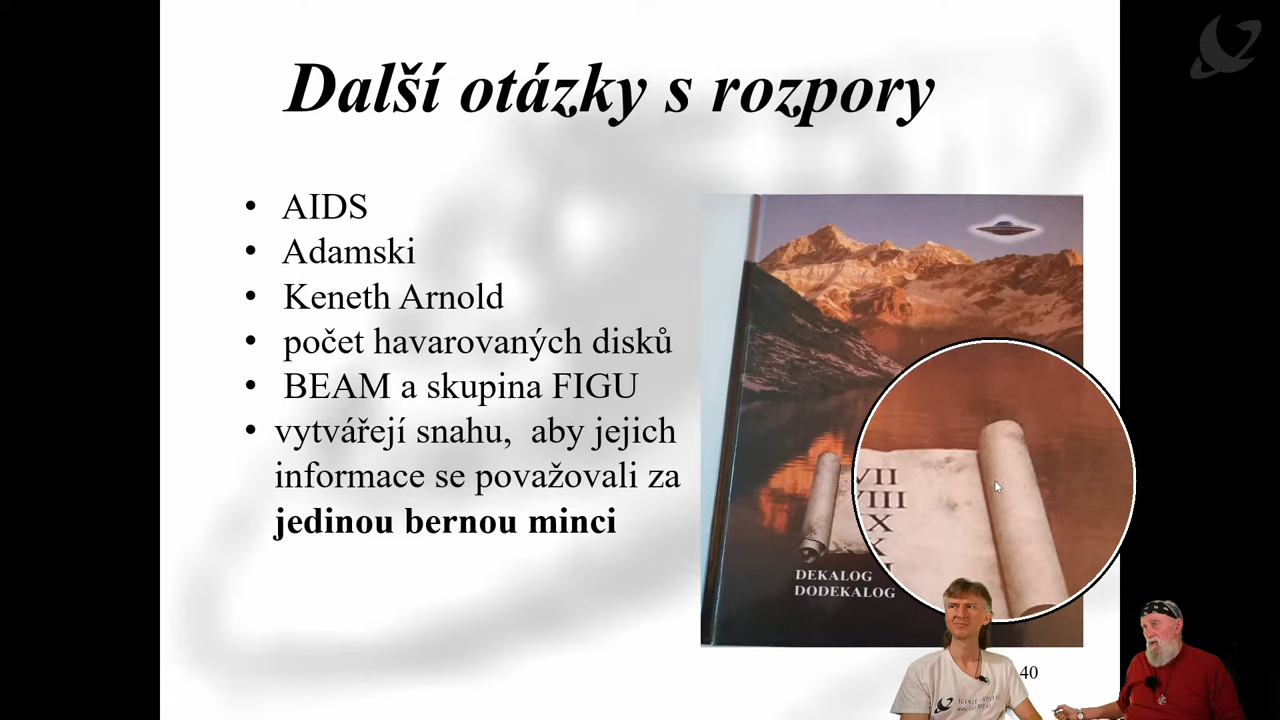 Další otázky s rozpory
• AIDS
• Adamski
• Keneth Arnold
• počet havarovaných disků
• BEAM a skupina FIGU
• vytvářejí snahu, aby jejich
informace se považovali za
jedinou bernou minci
VII
VIII
X
X
DEKALOG
DODEKALOG
40